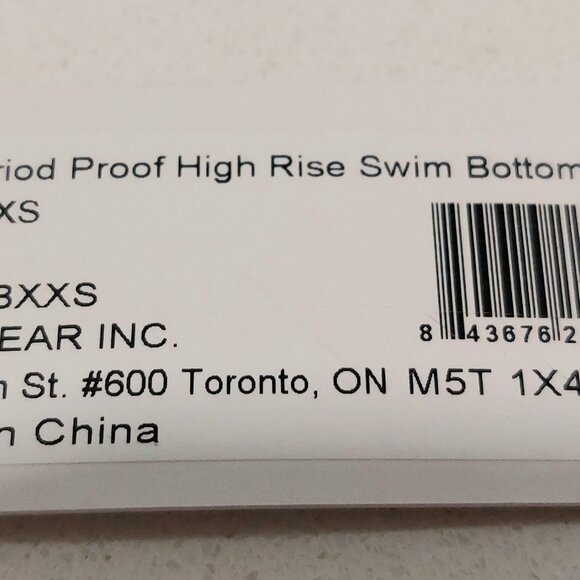 riod Proof High Rise Swim Bottom
XS
BXXS
EAR INC.
8 43676 2
n St. #600 Toronto, ON M5T 1X4
n China